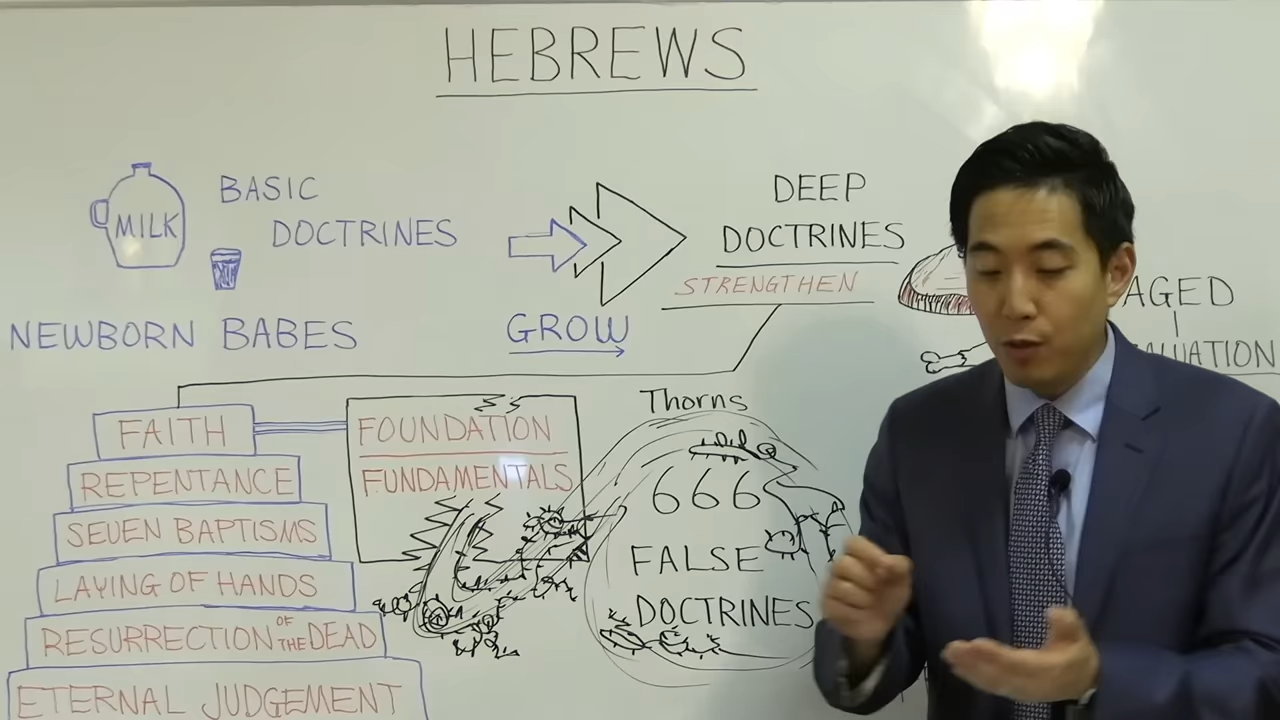 HEBREWS
MILK
BASIC
DOCTRINES
NEWBORN BABES
GROW
DEEP
DOCTRINES
STRENGTHEN
AGED
FAITH
REPENTANCE
SEVEN BAPTISMS
LAYING OF HANDS
RESURRECTION OF THE DEAD
ETERNAL JUDGEMENT
FOUNDATION
FUNDAMENTALS
Thorns
666
FALSE
DOCTRINES